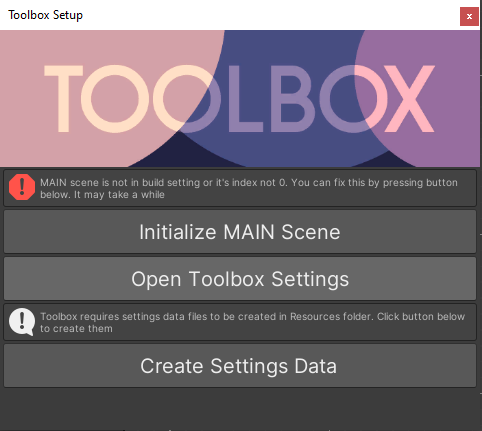 Toolbox Setup
x
TOOLBOX
MAIN scene is not in build setting or it's index not 0. You can fix this by pressing button
below. It may take a while
Initialize MAIN Scene
Open Toolbox Settings
Toolbox requires settings data files to be created in Resources folder. Click button below
to create them
Create Settings Data